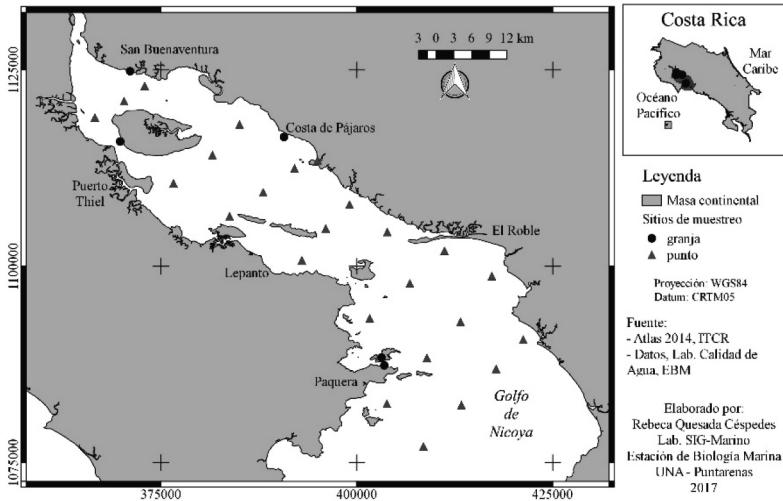 3 0 3 6 9 12 km
San Buenaventura
Costa de Pájaros
Puerto
Thiel
El Roble
Lepanto
Paquera
Golfo
de
Nicoya
1125000
1100000
1075000
375000
400000
425000
Costa Rica
Mar
Caribe
Océano
Pacífico
Leyenda
Masa continental
Sitios de muestreo
granja
punto
Proyección: WGS84
Datum: CRTM05
Fuente:
- Atlas 2014, ITCR
- Datos, Lab. Calidad de
Agua, EBM
Elaborado por:
Rebeca Quesada Céspedes
Lab. SIG-Marino
Estación de Biología Marina
UNA - Puntarenas
2017